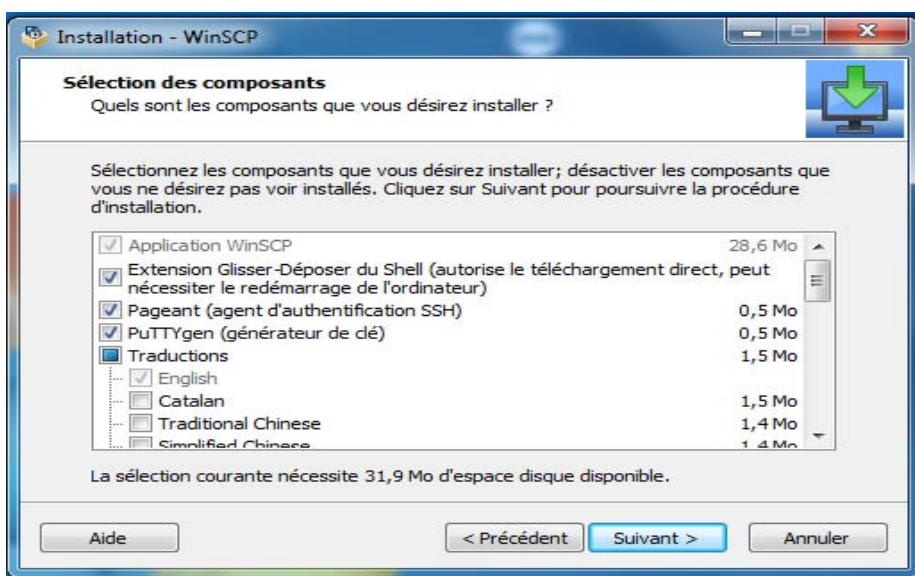 Installation - WinSCP
Sélection des composants
Quels sont les composants que vous désirez installer ?
Sélectionnez les composants que vous désirez installer; désactiver les composants que
vous ne désirez pas voir installés. Cliquez sur Suivant pour poursuivre la procédure
d'installation.
Application WinSCP 28,6 Mo
Extension Glisser-Déposer du Shell (autorise le téléchargement direct, peut
nécessiter le redémarrage de l'ordinateur)
Pageant (agent d'authentification SSH) 0,5 Mo
PuTTYgen (générateur de clé) 0,5 Mo
Traductions 1,5 Mo
English
Catalan 1,5 Mo
Traditional Chinese 1,4 Mo
Simplified Chinese 1,4 Mo
La sélection courante nécessite 31,9 Mo d'espace disque disponible.
Aide < Précédent Suivant > Annuler